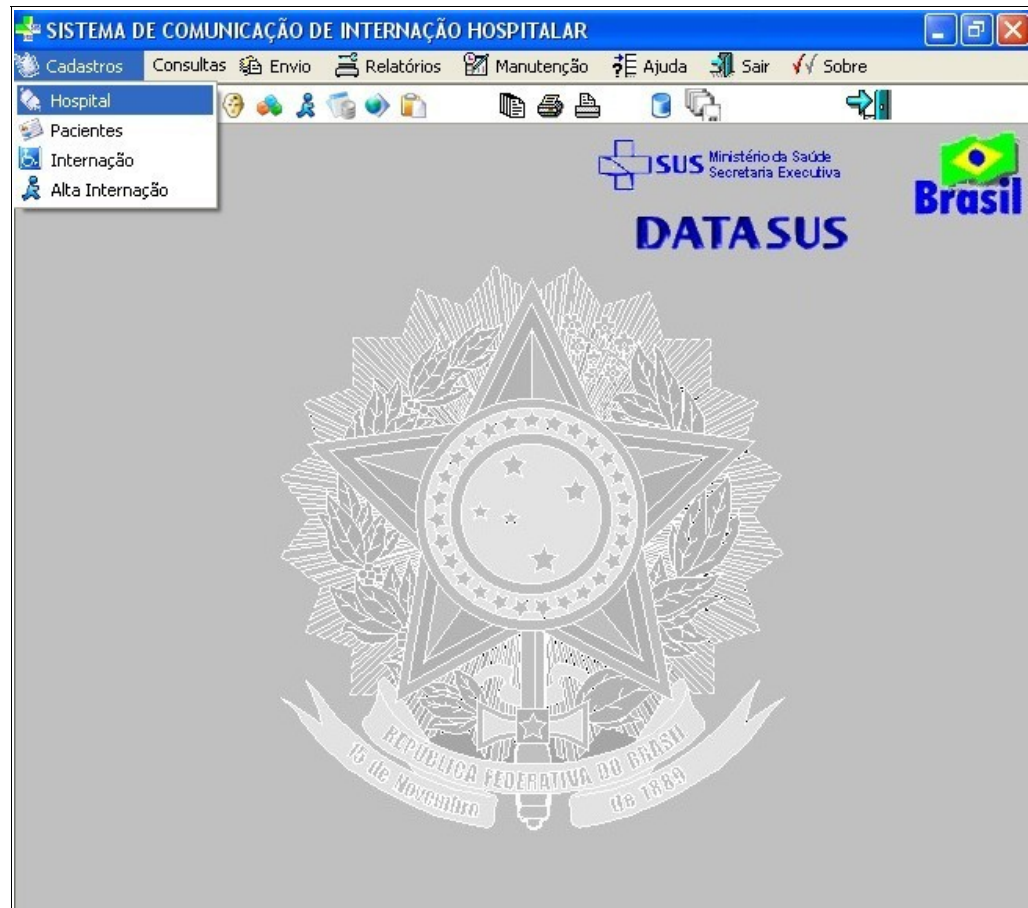 SISTEMA DE COMUNICAÇÃO DE INTERNAÇÃO HOSPITALAR
Cadastros Consultas Envio Relatórios Manutenção Ajuda Sair Sobre
Hospital
Pacientes
Internação
Alta Internação
SUS Ministério da Saúde
Secretaria Executiva
Brasil
DATASUS
REPUBLICA FEDERATIVA DO BRASIL
15 de Novembro de 1889